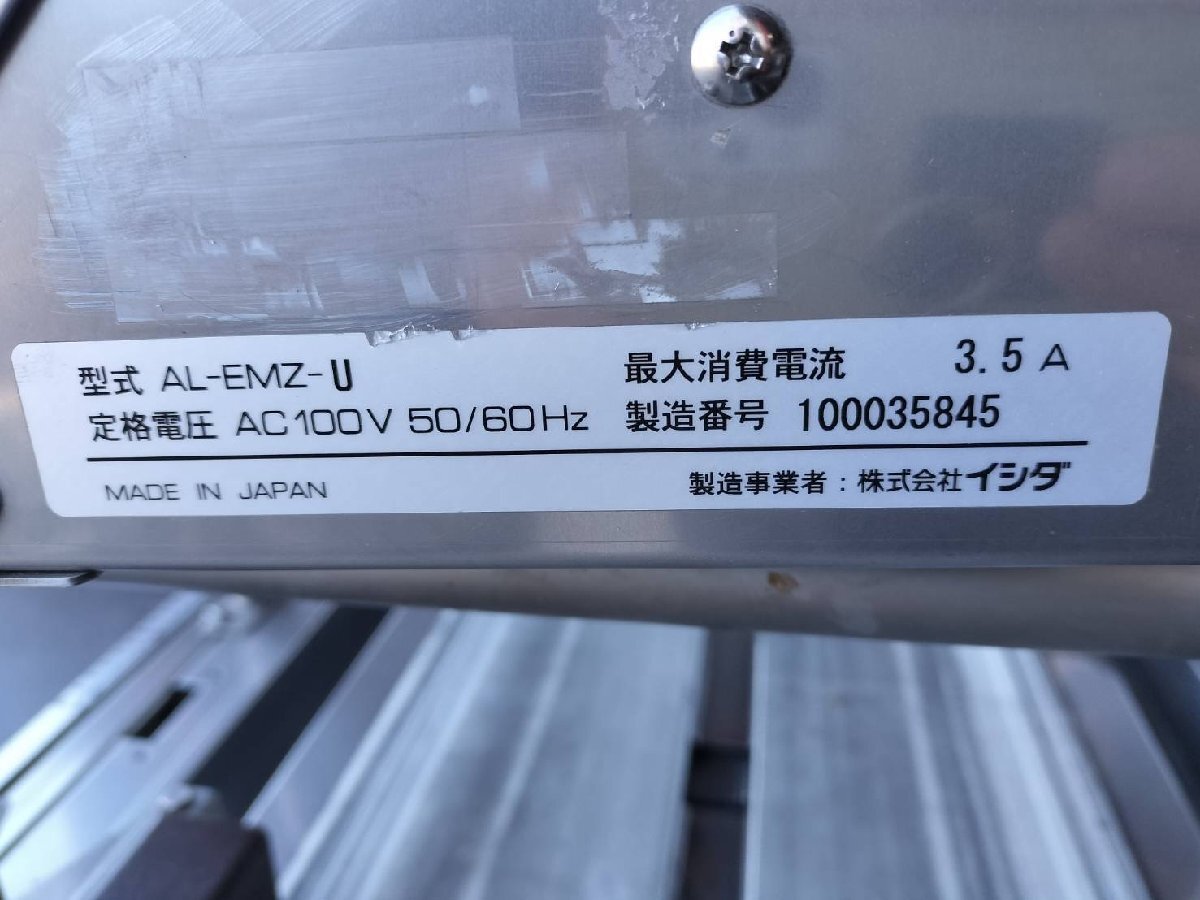 型式 AL-EMZ-U
定格電圧 AC100V 50/60Hz
最大消費電流 3.5 A
製造番号 100035845
MADE IN JAPAN
製造事業者：株式会社イシダ